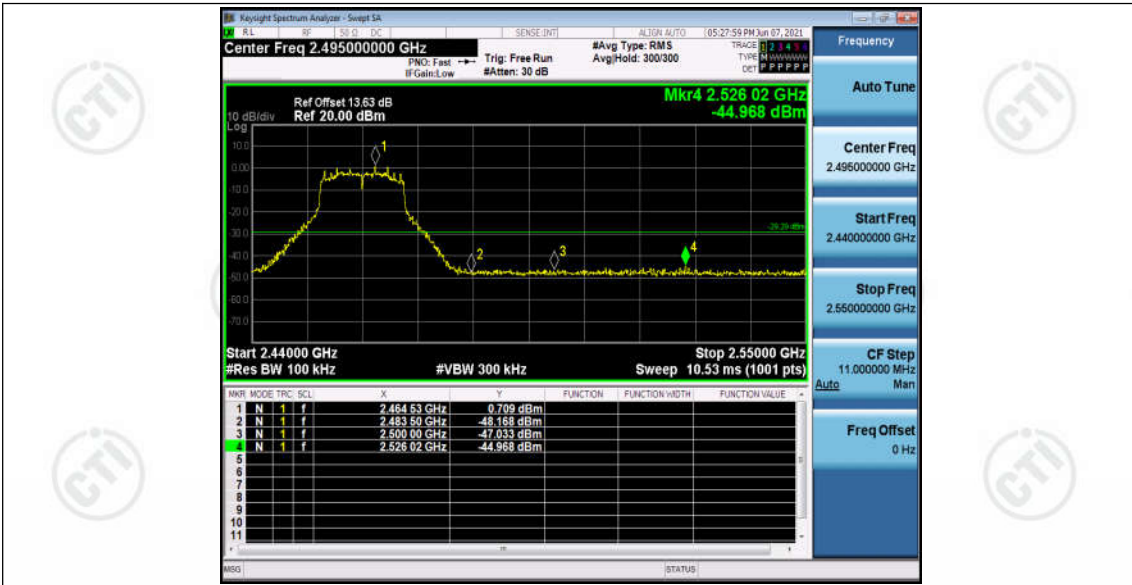 Keysight Spectrum Analyzer - Swept SA
RL RF 50 Ω DC SENSE:INT ALIGN AUTO 05:27:59 PM Jun 07, 2021
Center Freq 2.495000000 GHz
PNO: Fast Trig: Free Run
IFGain:Low #Atten: 30 dB
#Avg Type: RMS
Avg|Hold: 300/300
TRACE 1 2 3 4 5 6
TYPE M WWWWW
DET P P P P P P
Frequency
Auto Tune
Center Freq
2.495000000 GHz
Start Freq
2.440000000 GHz
Stop Freq
2.550000000 GHz
CF Step
11.000000 MHz
Auto Man
Freq Offset
0 Hz
Mkr4 2.526 02 GHz
-44.968 dBm
Ref Offset 13.63 dB
10 dB/div Ref 20.00 dBm
Log
10.0
0.00
-10.0
-20.0
-30.0
-40.0
-50.0
-60.0
-70.0
1
2
3
4
-29.29 dBm
Start 2.44000 GHz Stop 2.55000 GHz
#Res BW 100 kHz #VBW 300 kHz Sweep 10.53 ms (1001 pts)
MKR MODE TRC SCL X Y FUNCTION FUNCTION WIDTH FUNCTION VALUE
1 N 1 f 2.464 53 GHz 0.709 dBm
2 N 1 f 2.483 50 GHz -48.168 dBm
3 N 1 f 2.500 00 GHz -47.033 dBm
4 N 1 f 2.526 02 GHz -44.968 dBm
5
6
7
8
9
10
11
MSG STATUS
CTI
CTI
CTI
CTI